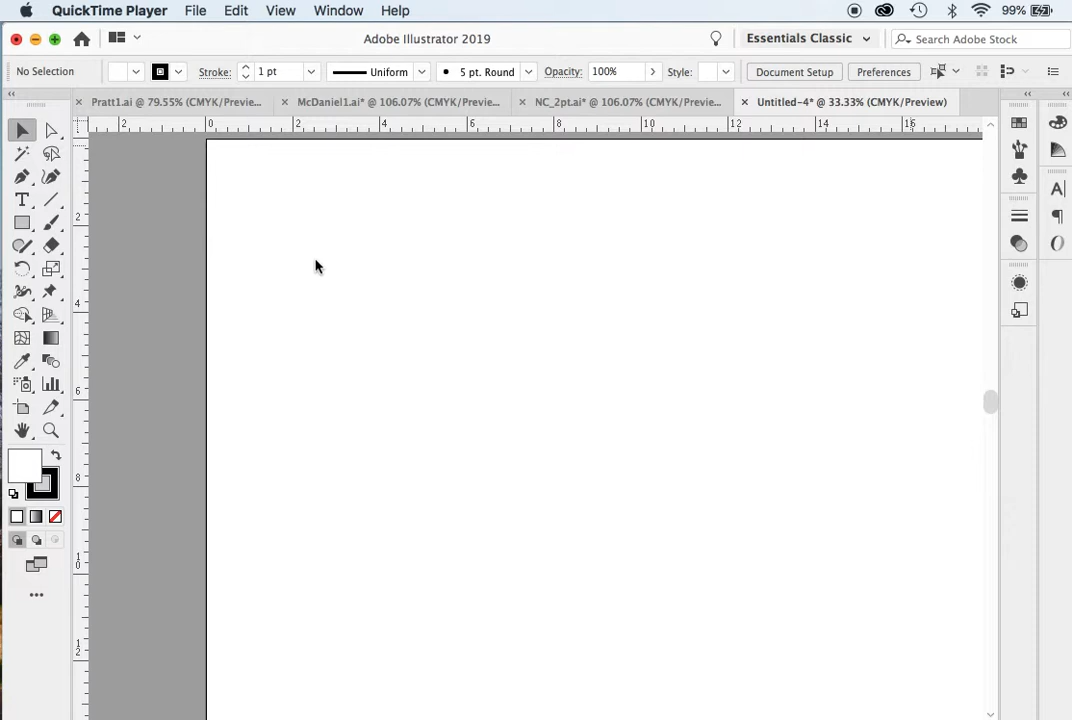 QuickTime Player File Edit View Window Help 99%
Adobe Illustrator 2019 Essentials Classic Search Adobe Stock
No Selection Stroke: 1 pt Uniform 5 pt. Round Opacity: 100% Style: Document Setup Preferences
× Pratt1.ai @ 79.55% (CMYK/Previe... × McDaniel1.ai* @ 106.07% (CMYK/Previe... × NC_2pt.ai* @ 106.07% (CMYK/Previe... × Untitled-4* @ 33.33% (CMYK/Preview)
2 0 2 4 6 8 10 12 14 16
2
4
6
8
1
0
1
2